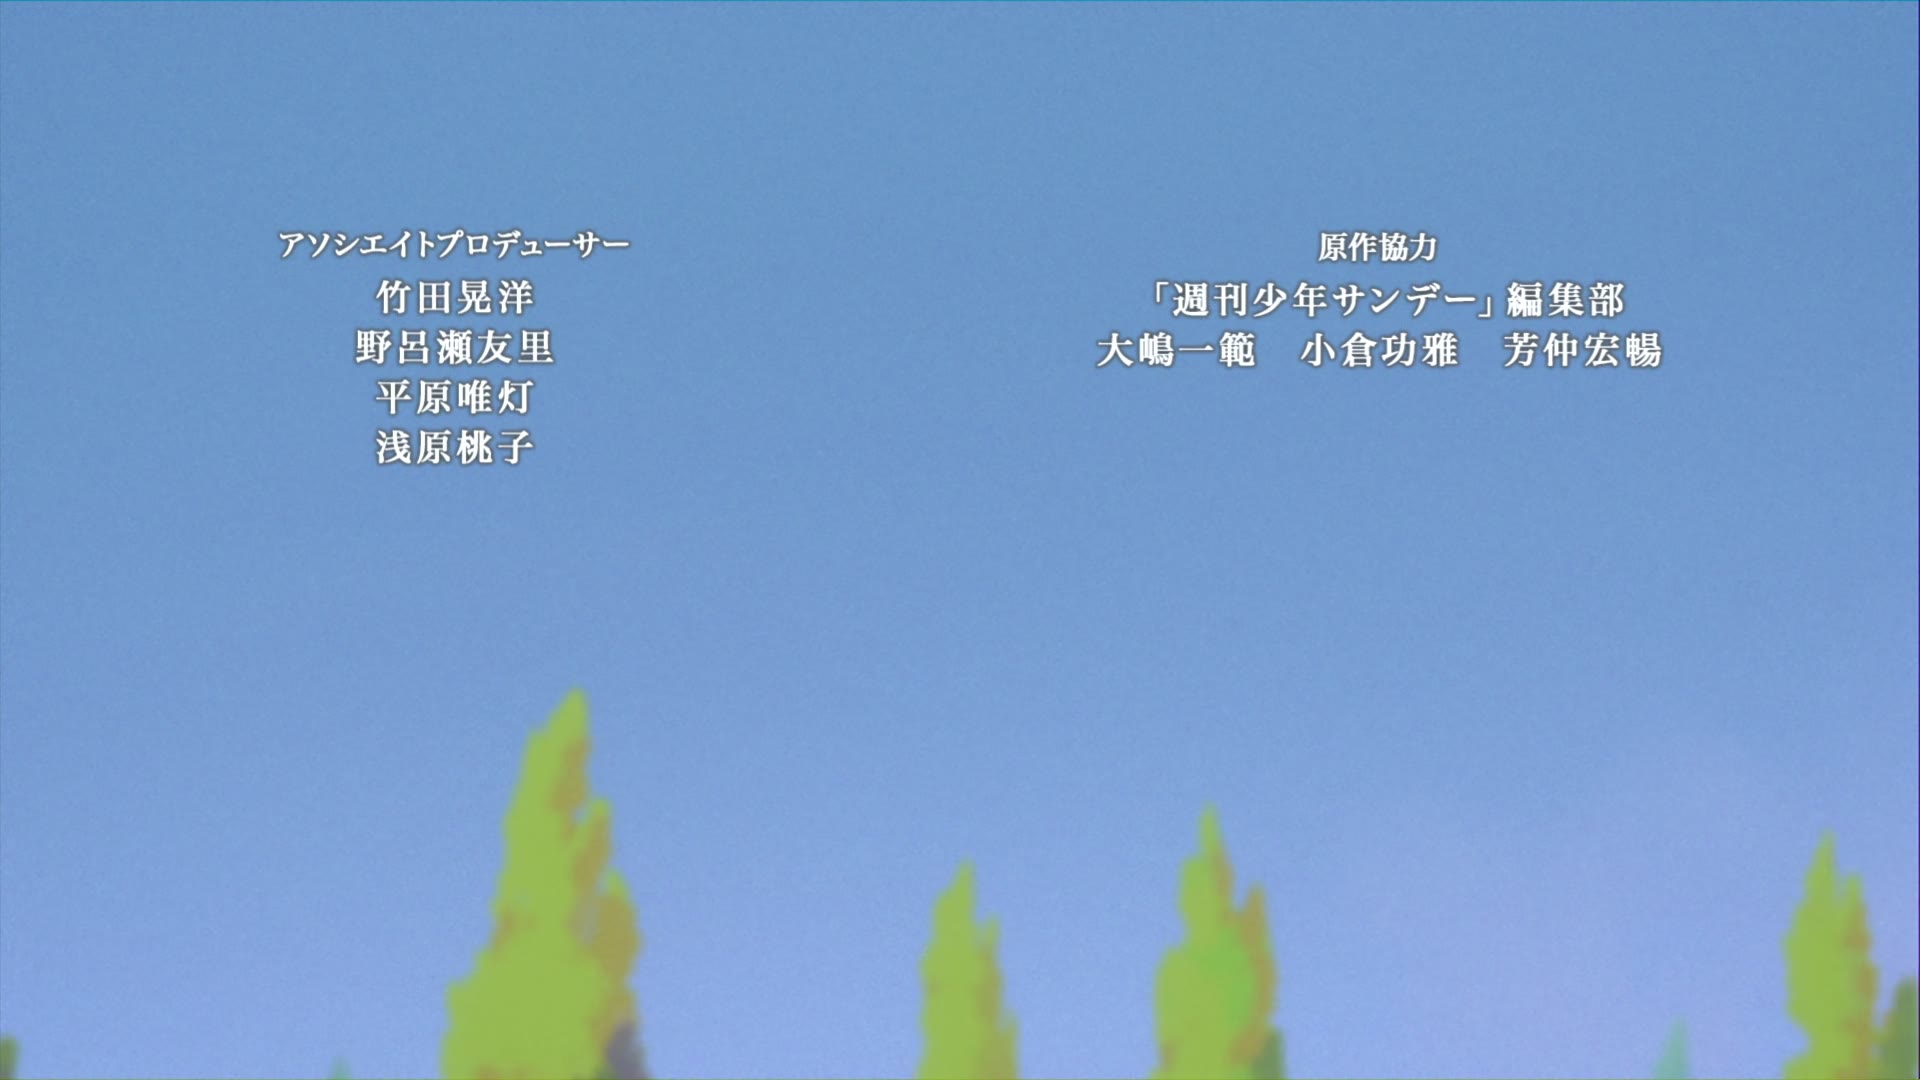 アソシエイトプロデューサー
竹田晃洋
野呂瀬友里
平原唯灯
浅原桃子
原作協力
「週刊少年サンデー」編集部
大嶋一範　小倉功雅　芳仲宏暢